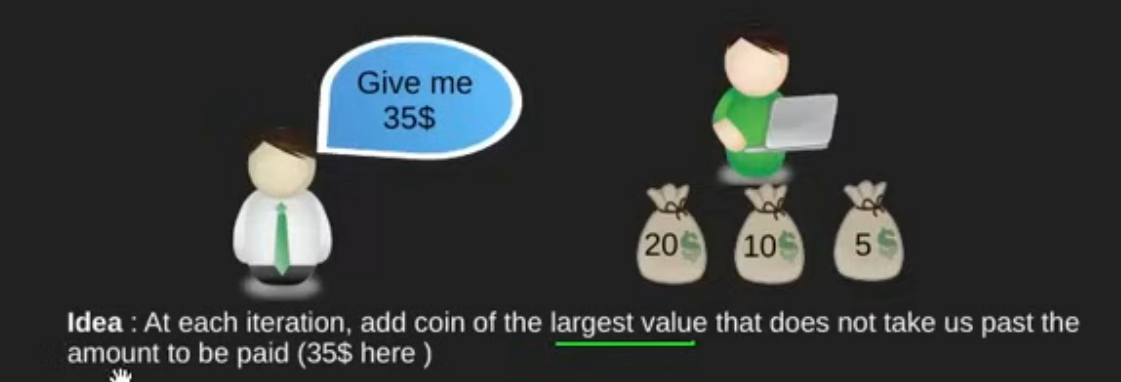 Give me
35$
20$
10$
5$
Idea : At each iteration, add coin of the largest value that does not take us past the
amount to be paid (35$ here )